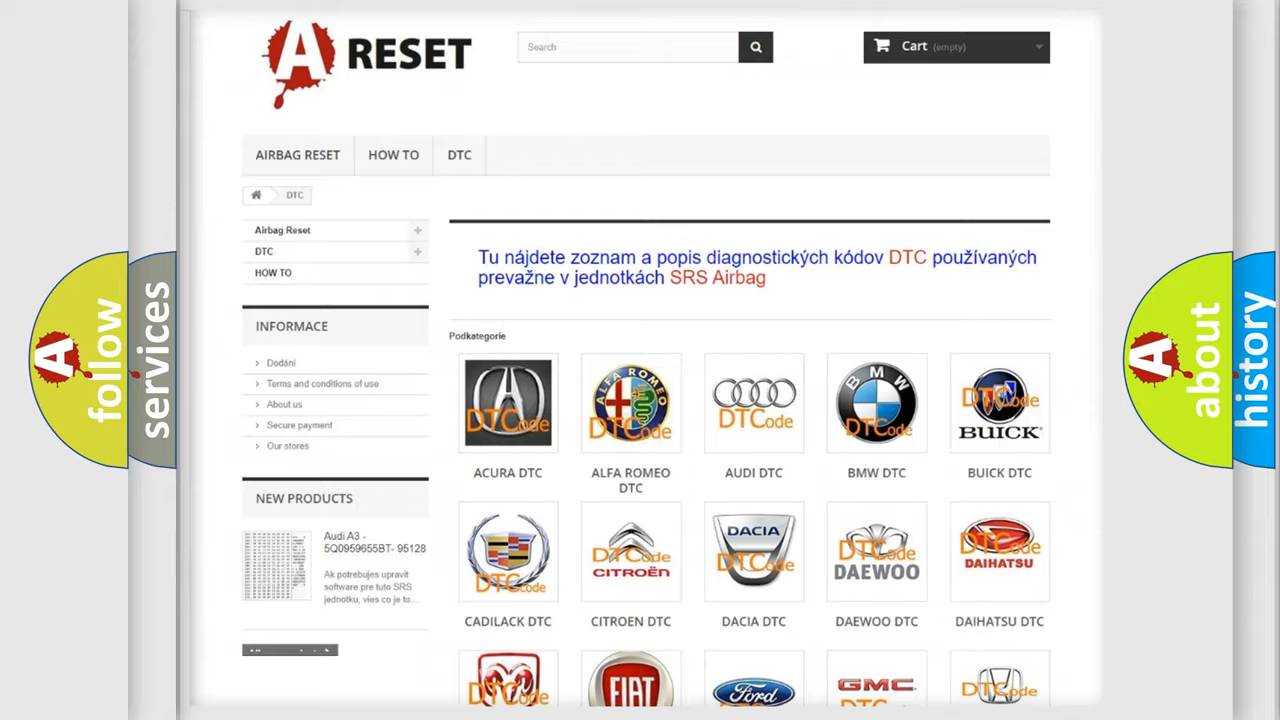 A RESET
Search
Cart (empty)
AIRBAG RESET
HOW TO
DTC
DTC
Airbag Reset
DTC
HOW TO
INFORMACE
Dodání
Terms and conditions of use
About us
Secure payment
Our stores
NEW PRODUCTS
Audi A3 -
5Q0959655BT- 95128
Ak potrebujes upravit
software pre tuto SRS
jednotku, vies co je to...
Tu nájdete zoznam a popis diagnostických kódov DTC používaných
prevažne v jednotkách SRS Airbag
Podkategorie
DTCode
ALFA ROMEO
DTCode
DTCode
BMW
DTCode
DTCode
BUICK
ACURA DTC
ALFA ROMEO
DTC
AUDI DTC
BMW DTC
BUICK DTC
DTCode
DTCode
CITROËN
DACIA
DTCode
DTCode
DAEWOO
DTCode
DAIHATSU
CADILACK DTC
CITROEN DTC
DACIA DTC
DAEWOO DTC
DAIHATSU DTC
DTCode
FIAT
Ford
GMC
DTCode
A follow
services
A about
history